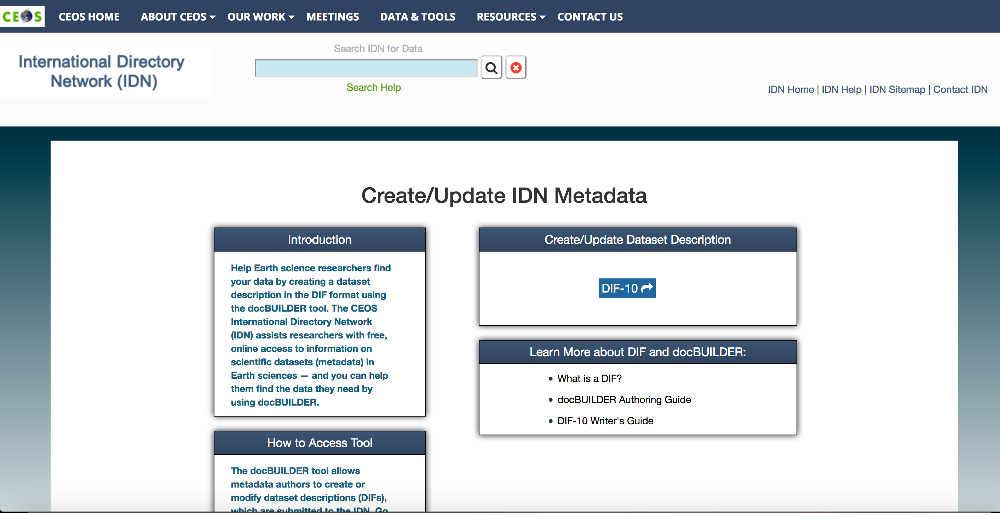 CEOS
CEOS HOME
ABOUT CEOS
OUR WORK
MEETINGS
DATA & TOOLS
RESOURCES
CONTACT US
International Directory
Network (IDN)
Search IDN for Data
Search Help
IDN Home | IDN Help | IDN Sitemap | Contact IDN
Create/Update IDN Metadata
Introduction
Help Earth science researchers find
your data by creating a dataset
description in the DIF format using
the docBUILDER tool. The CEOS
International Directory Network
(IDN) assists researchers with free,
online access to information on
scientific datasets (metadata) in
Earth sciences — and you can help
them find the data they need by
using docBUILDER.
How to Access Tool
The docBUILDER tool allows
metadata authors to create or
modify dataset descriptions (DIFs),
which are submitted to the IDN. Go
Create/Update Dataset Description
DIF-10
Learn More about DIF and docBUILDER:
• What is a DIF?
• docBUILDER Authoring Guide
• DIF-10 Writer's Guide